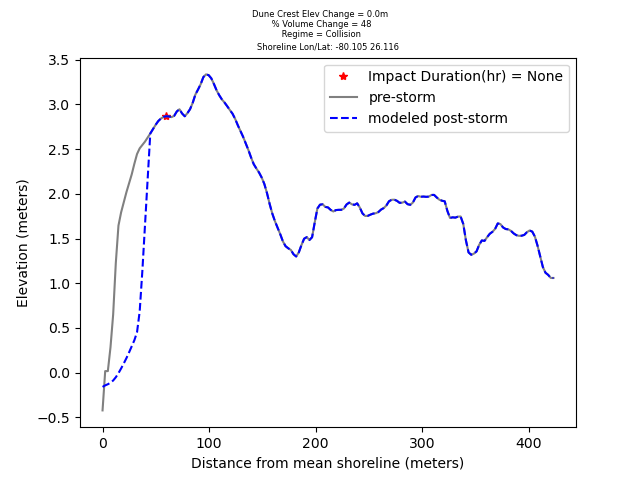 Dune Crest Elev Change = 0.0m
% Volume Change = 48
Regime = Collision
Shoreline Lon/Lat: -80.105 26.116
Impact Duration(hr) = None
pre-storm
modeled post-storm
3.5
3.0
2.5
2.0
1.5
1.0
0.5
0.0
−0.5
Elevation (meters)
0 100 200 300 400
Distance from mean shoreline (meters)